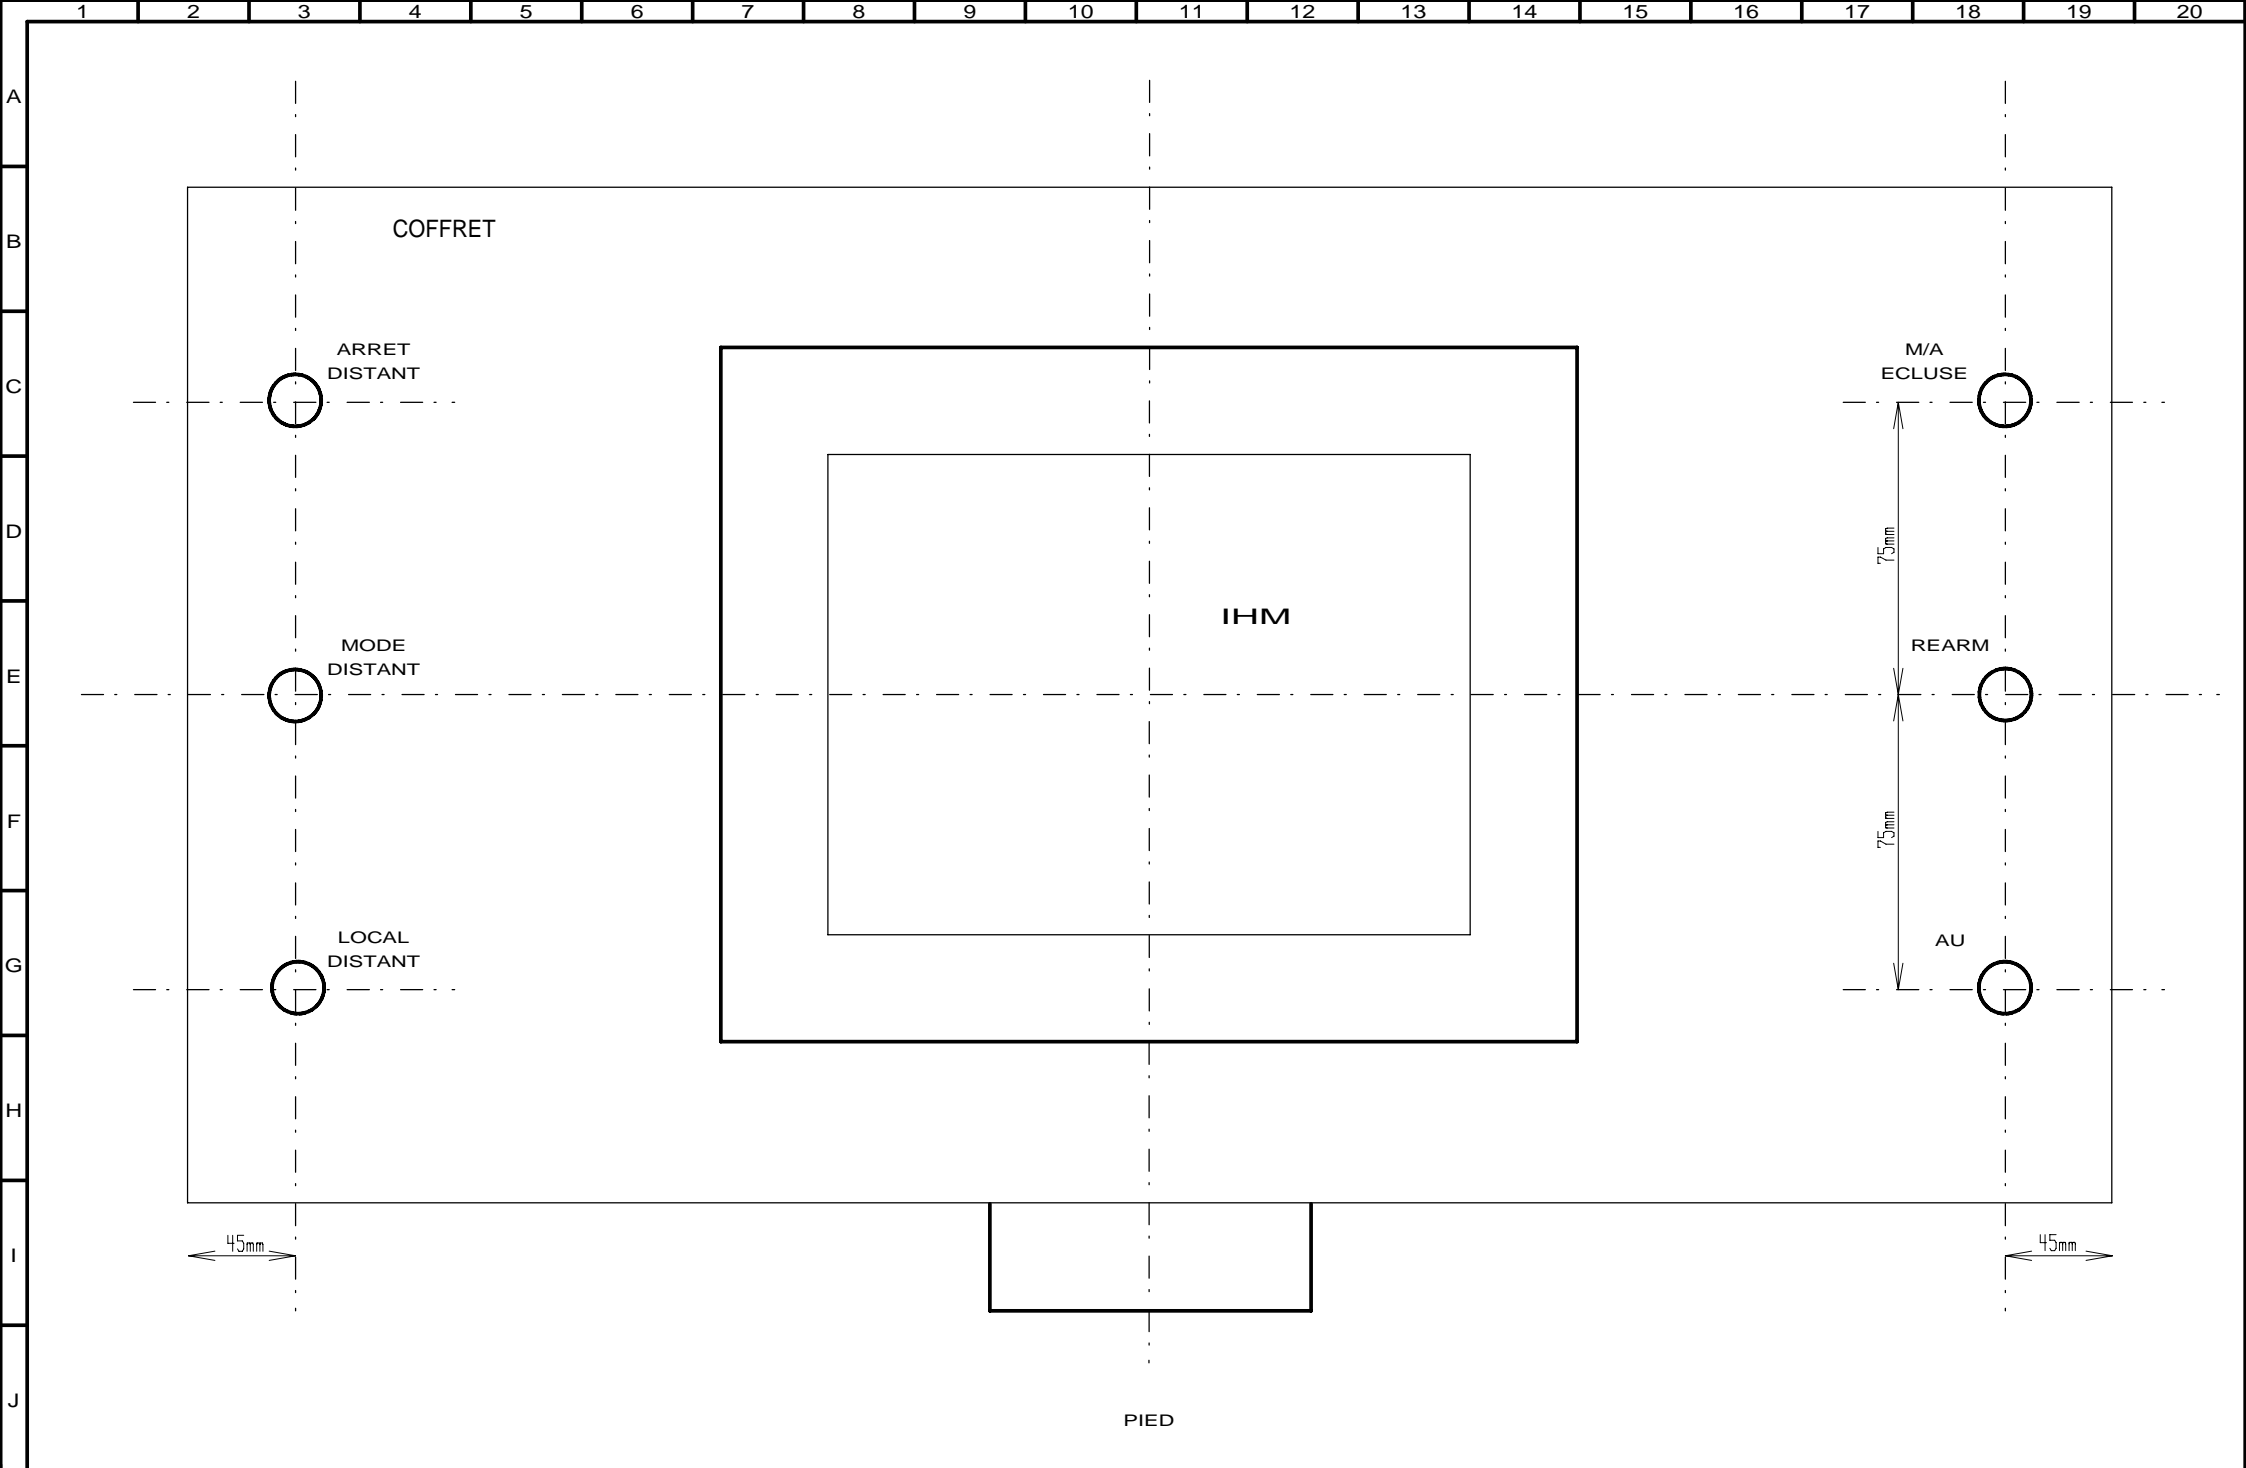 1 2 3 4 5 6 7 8 9 10 11 12 13 14 15 16 17 18 19 20
A
B
COFFRET
C
ARRET
DISTANT
M/A
ECLUSE
D
75mm
IHM
E
MODE
DISTANT
REARM
F
75mm
G
LOCAL
DISTANT
AU
H
I
45mm
45mm
J
PIED